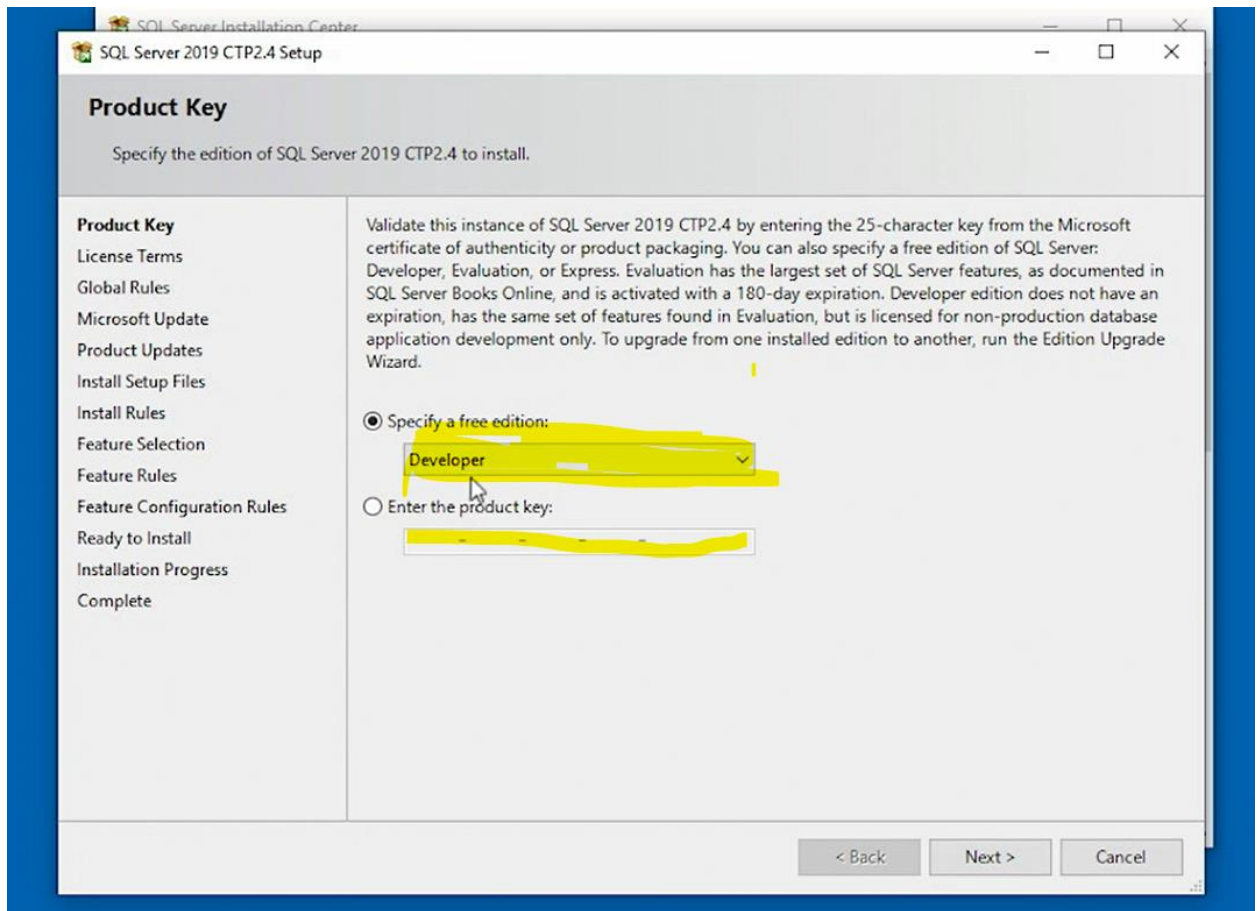 SQL Server Installation Center
SQL Server 2019 CTP2.4 Setup
Product Key
Specify the edition of SQL Server 2019 CTP2.4 to install.
Product Key
License Terms
Global Rules
Microsoft Update
Product Updates
Install Setup Files
Install Rules
Feature Selection
Feature Rules
Feature Configuration Rules
Ready to Install
Installation Progress
Complete
Validate this instance of SQL Server 2019 CTP2.4 by entering the 25-character key from the Microsoft
certificate of authenticity or product packaging. You can also specify a free edition of SQL Server:
Developer, Evaluation, or Express. Evaluation has the largest set of SQL Server features, as documented in
SQL Server Books Online, and is activated with a 180-day expiration. Developer edition does not have an
expiration, has the same set of features found in Evaluation, but is licensed for non-production database
application development only. To upgrade from one installed edition to another, run the Edition Upgrade
Wizard.
Specify a free edition:
Developer
Enter the product key:
- - - -
< Back Next > Cancel